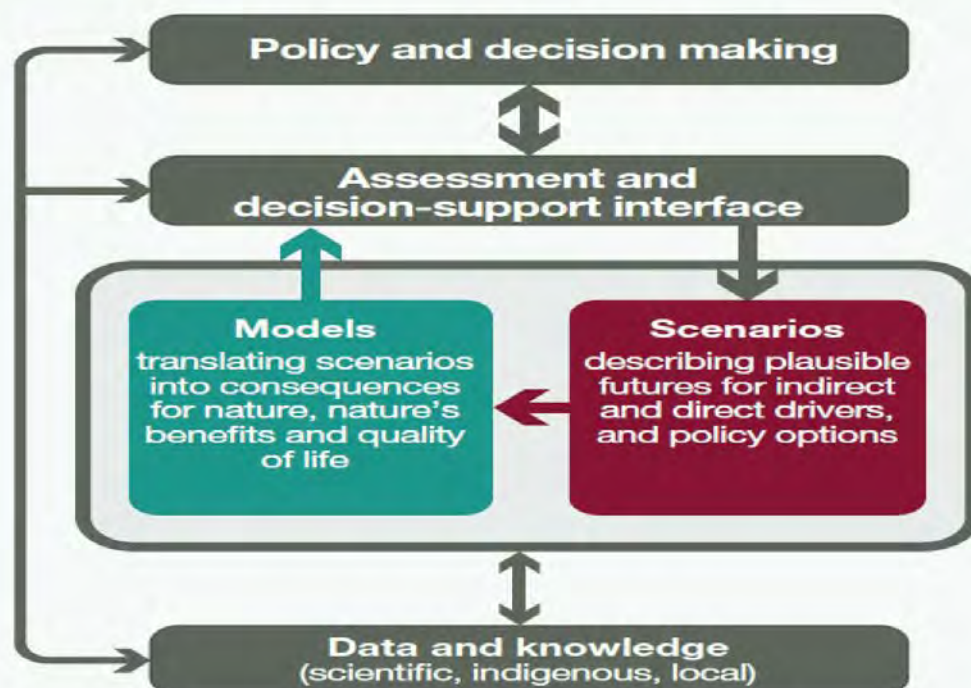 Policy and decision making
Assessment and
decision-support interface
Models
translating scenarios
into consequences
for nature, nature's
benefits and quality
of life
Scenarios
describing plausible
futures for indirect
and direct drivers,
and policy options
Data and knowledge
(scientific, indigenous, local)